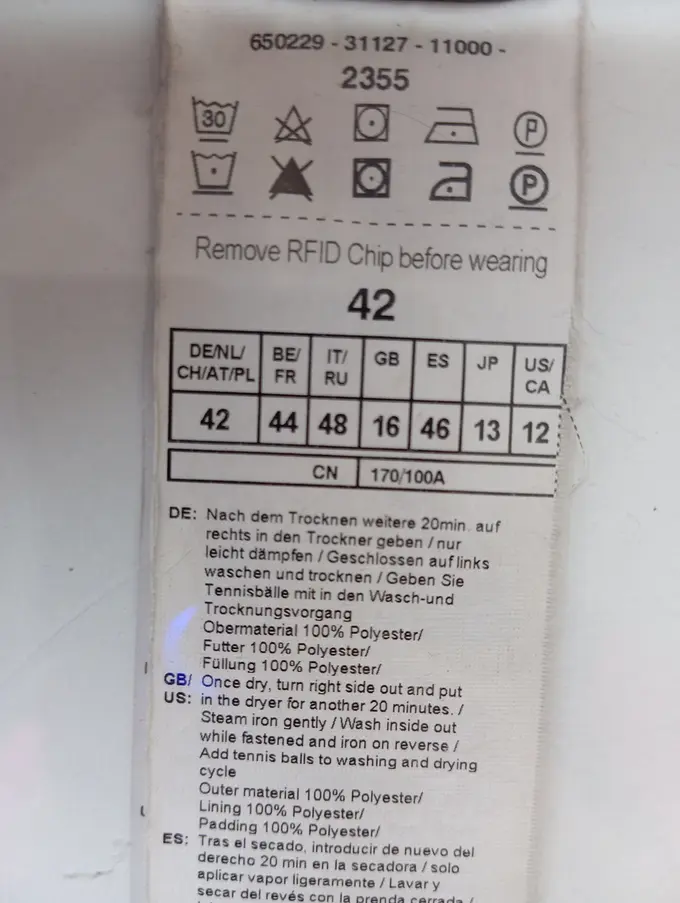 650229 - 31127 - 11000 -
2355
30 P
P
Remove RFID Chip before wearing
42
DE/NL/ CH/AT/PL BE/ FR IT/ RU GB ES JP US/ CA
42 44 48 16 46 13 12
CN 170/100A
DE: Nach dem Trocknen weitere 20min. auf
rechts in den Trockner geben / nur
leicht dämpfen / Geschlossen auf links
waschen und trocknen / Geben Sie
Tennisbälle mit in den Wasch-und
Trocknungsvorgang
Obermaterial 100% Polyester/
Futter 100% Polyester/
Füllung 100% Polyester/
GB/ Once dry, turn right side out and put
US: in the dryer for another 20 minutes. /
Steam iron gently / Wash inside out
while fastened and iron on reverse /
Add tennis balls to washing and drying
cycle
Outer material 100% Polyester/
Lining 100% Polyester/
Padding 100% Polyester/
ES: Tras el secado, introducir de nuevo del
derecho 20 min en la secadora / solo
aplicar vapor ligeramente / Lavar y
secar del revés con la prenda cerrada /